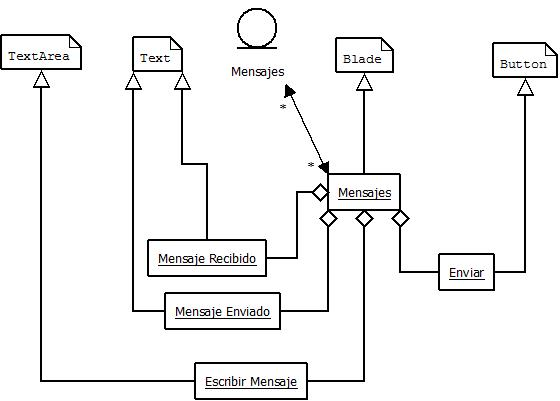 TextArea
Text
Mensajes
Blade
Button
*
*
Mensajes
Mensaje Recibido
Enviar
Mensaje Enviado
Escribir Mensaje